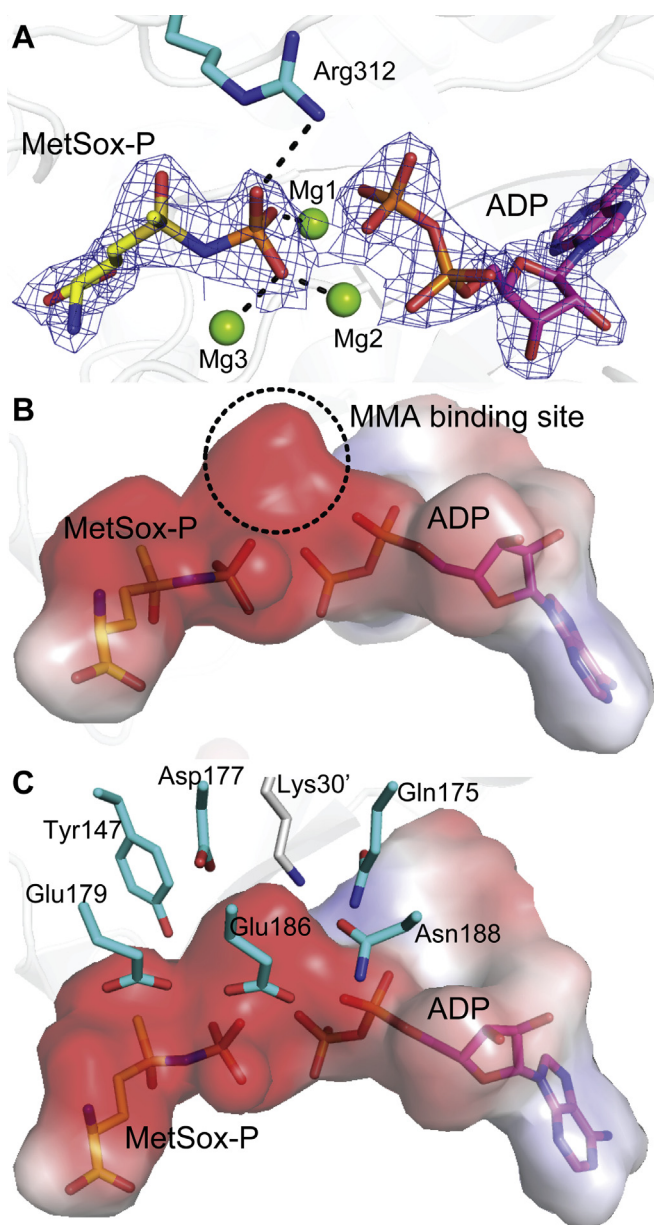 A
Arg312
MetSox-P
Mg1
ADP
Mg3
Mg2
B
MMA binding site
MetSox-P
ADP
C
Asp177
Lys30'
Gln175
Tyr147
Glu179
Glu186
Asn188
ADP
MetSox-P